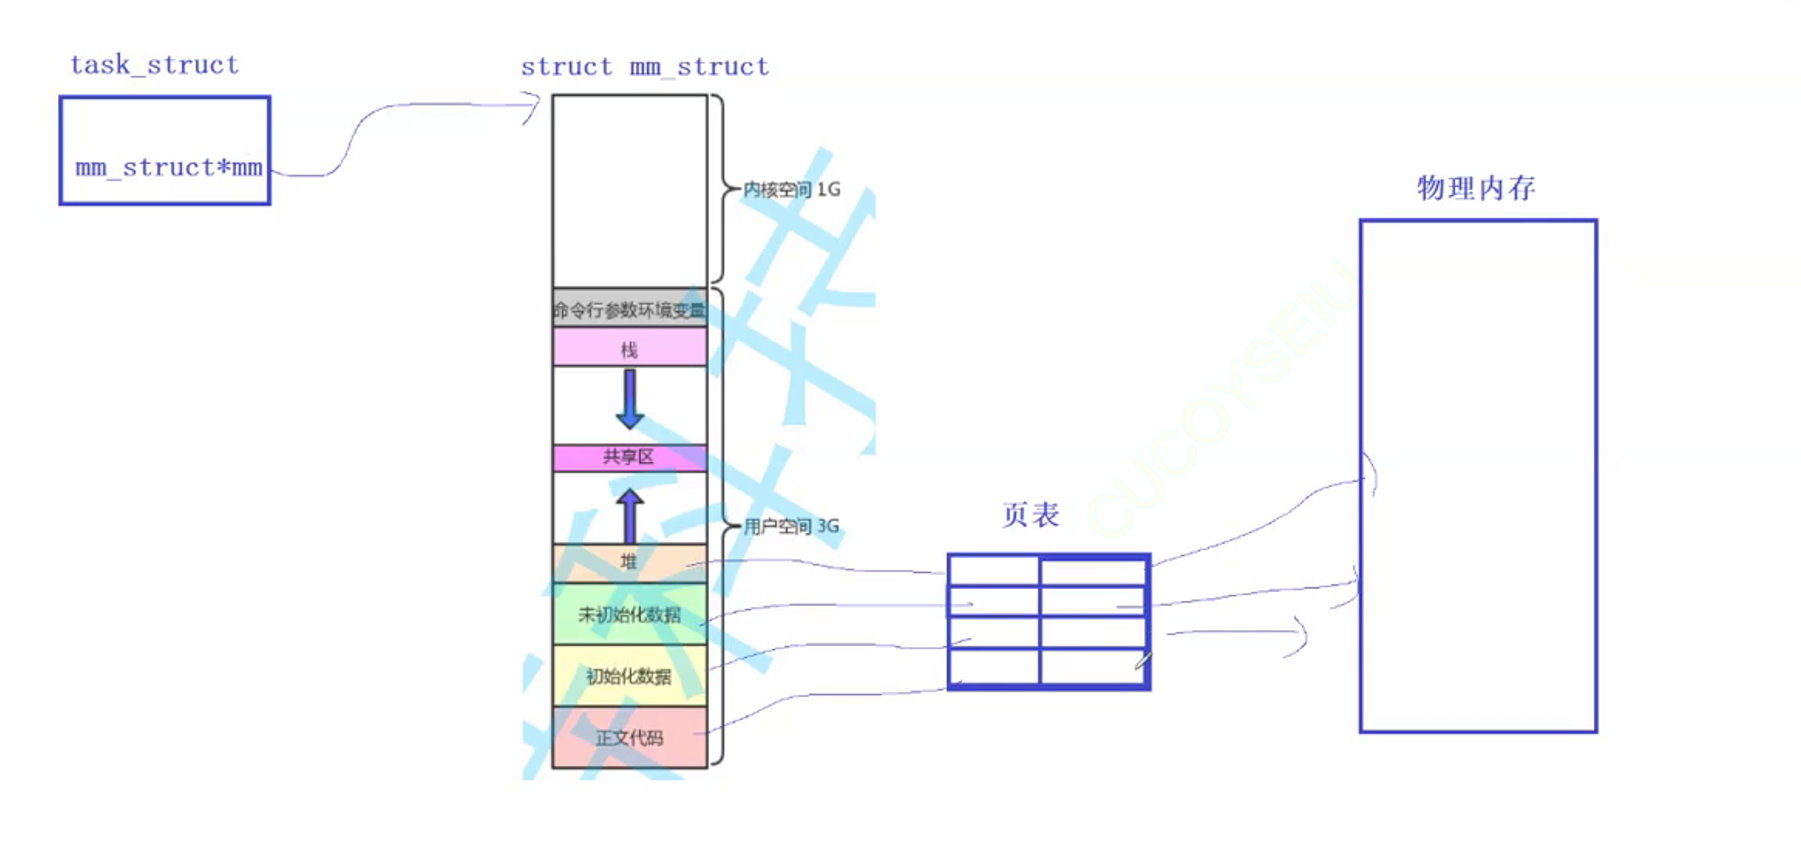 task_struct
mm_struct*mm
struct mm_struct
内核空间 1G
命令行参数环境变量
栈
共享区
用户空间 3G
堆
未初始化数据
初始化数据
正文代码
页表
物理内存
CUCOYSEIU